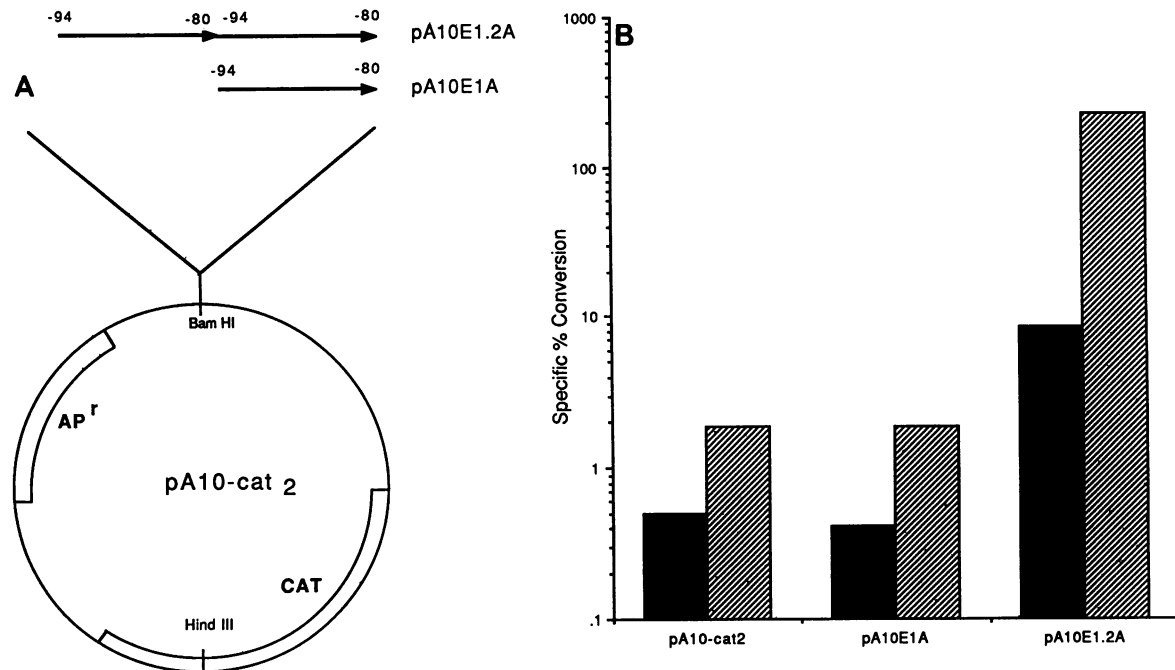 -94 -80 -94 -80 pA10E1.2A
-94 -80 pA10E1A
A
Bam HI
AP r
pA10-cat 2
CAT
Hind III
B
1000
100
10
1
.1
Specific % Conversion
pA10-cat2 pA10E1A pA10E1.2A